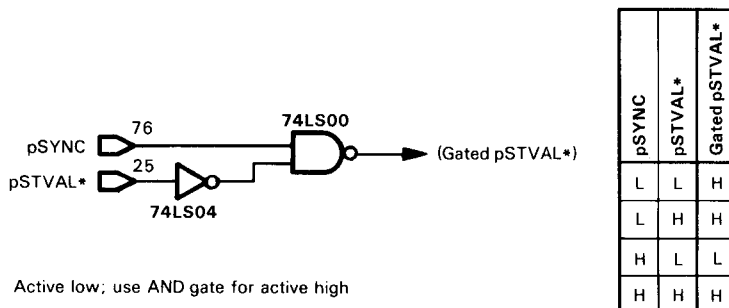 74LS00
pSYNC 76
pSTVAL* 25
(Gated pSTVAL*)
74LS04
Active low; use AND gate for active high
pSYNC pSTVAL* Gated pSTVAL*
L L H
L H H
H L L
H H H